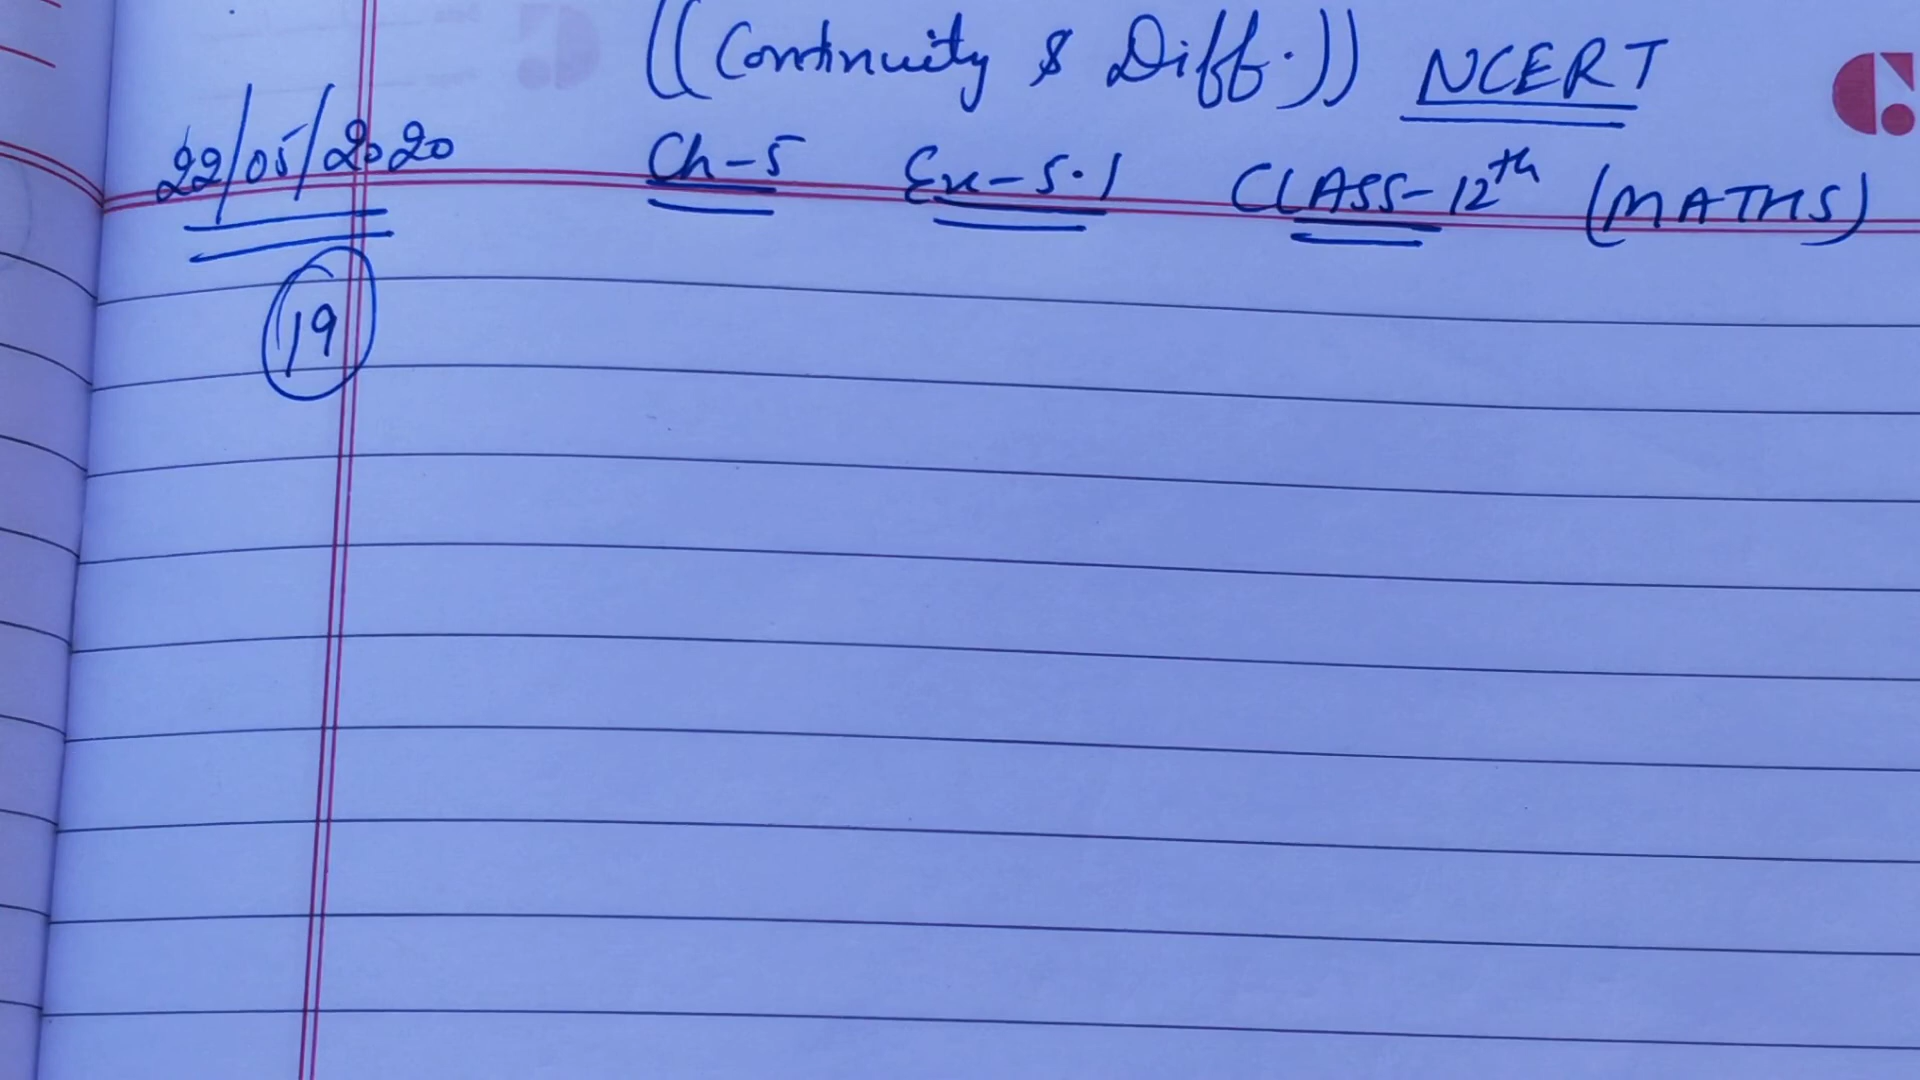 ((Continuity & Diff.)) NCERT
22/05/2020 Ch-5 Ex-5.1 CLASS-12th (MATHS)
19